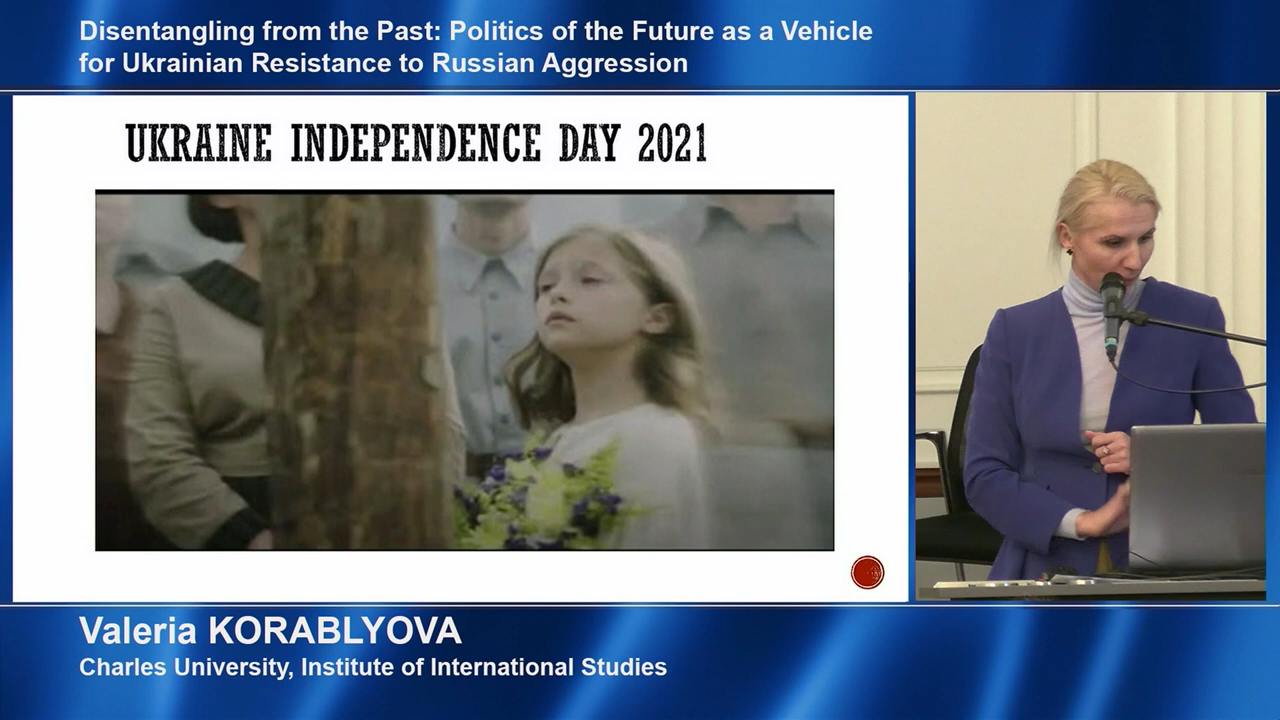 Disentangling from the Past: Politics of the Future as a Vehicle
for Ukrainian Resistance to Russian Aggression
UKRAINE INDEPENDENCE DAY 2021
Valeria KORABLYOVA
Charles University, Institute of International Studies